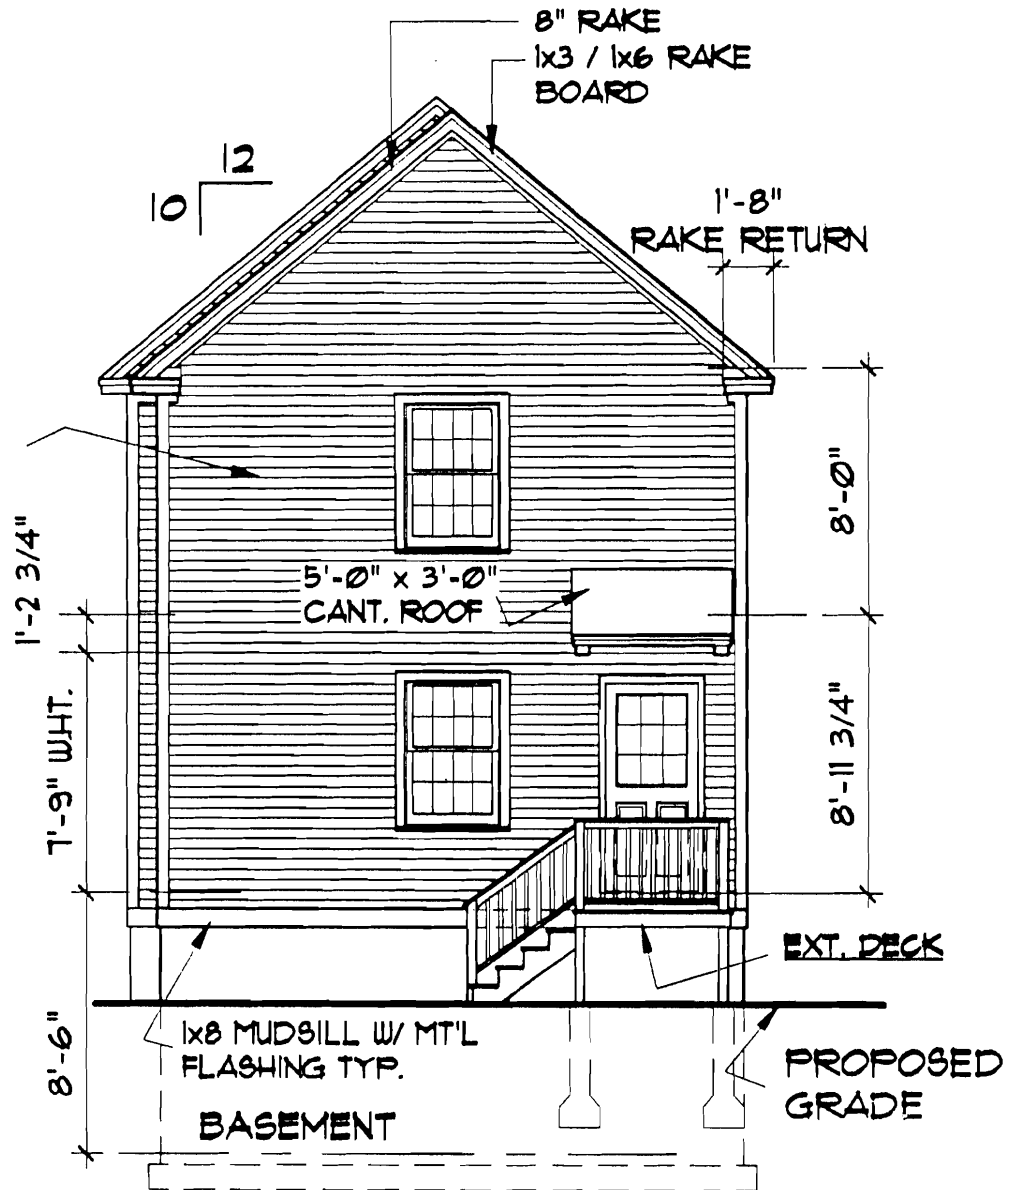 8" RAKE
1x3 / 1x6 RAKE
BOARD
12
10
1'-8"
RAKE RETURN
8'-0"
1'-2 3/4"
5'-0" x 3'-0"
CANT. ROOF
7'-9" W.HT.
8'-11 3/4"
EXT. DECK
8'-6"
1x8 MUDSILL W/ MT'L
FLASHING TYP.
PROPOSED
GRADE
BASEMENT